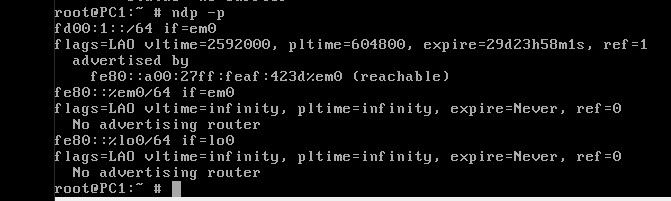 root@PC1:~ # ndp -p
fd00:1::/64 if=em0
flags=LAO vltime=2592000, pltime=604800, expire=29d23h58m1s, ref=1
  advertised by
    fe80::a00:27ff:feaf:423d%em0 (reachable)
fe80::%em0/64 if=em0
flags=LAO vltime=infinity, pltime=infinity, expire=Never, ref=0
  No advertising router
fe80::%lo0/64 if=lo0
flags=LAO vltime=infinity, pltime=infinity, expire=Never, ref=0
  No advertising router
root@PC1:~ #